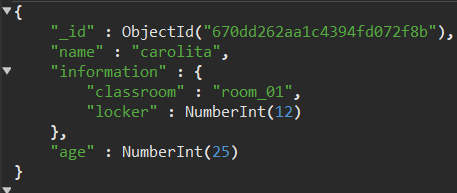 {
    "_id" : ObjectId("670dd262aa1c4394fd072f8b"),
    "name" : "carolita",
    "information" : {
        "classroom" : "room_01",
        "locker" : NumberInt(12)
    },
    "age" : NumberInt(25)
}